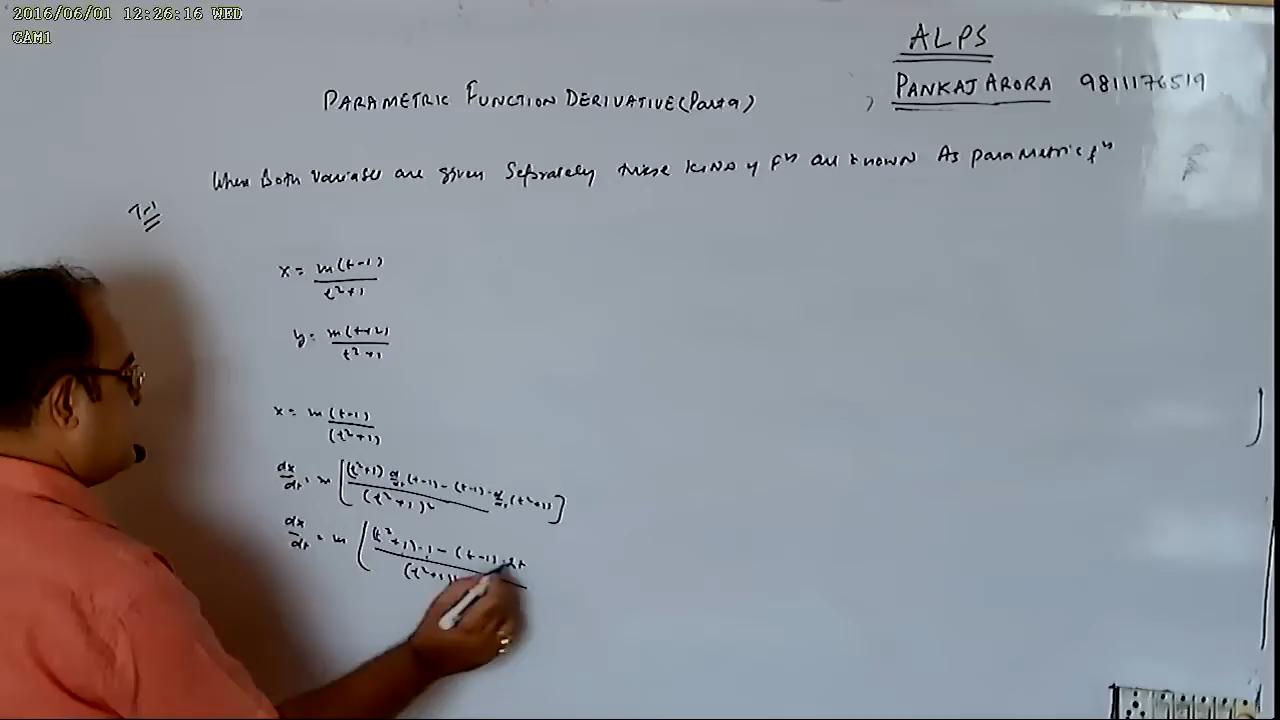 2016/06/01 12:26:16 WED
CAM1
ALPS
PANKAJ ARORA 9811176519
PARAMETRIC FUNCTION DERIVATIVE (Part 9)
When Both Variables are given Seprately these KIND of Fⁿ are known As parametric fⁿ
x = m(t-1)
t²+1
y = m(t+2)
t²+1
x = m(t-1)
(t²+1)
dx/dt = m [(t²+1) d/dt (t-1) - (t-1) - d/dt (t²+1)]
(t²+1)²
dx/dt = m [(t²+1).1 - (t-1).2t
(t²+1)